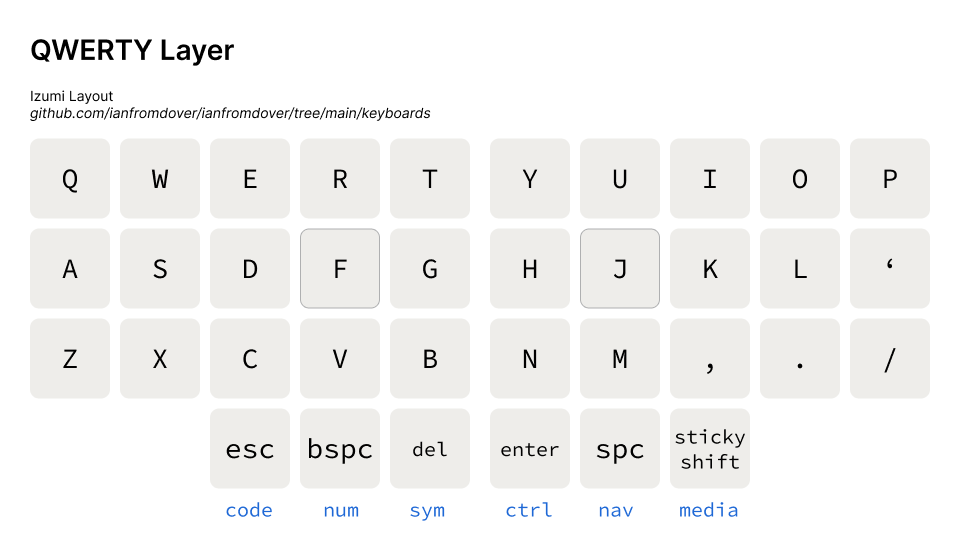 QWERTY Layer
Izumi Layout
github.com/ianfromdover/ianfromdover/tree/main/keyboards
Q W E R T Y U I O P
A S D F G H J K L ‘
Z X C V B N M , . /
esc bspc del enter spc sticky shift
code num sym ctrl nav media